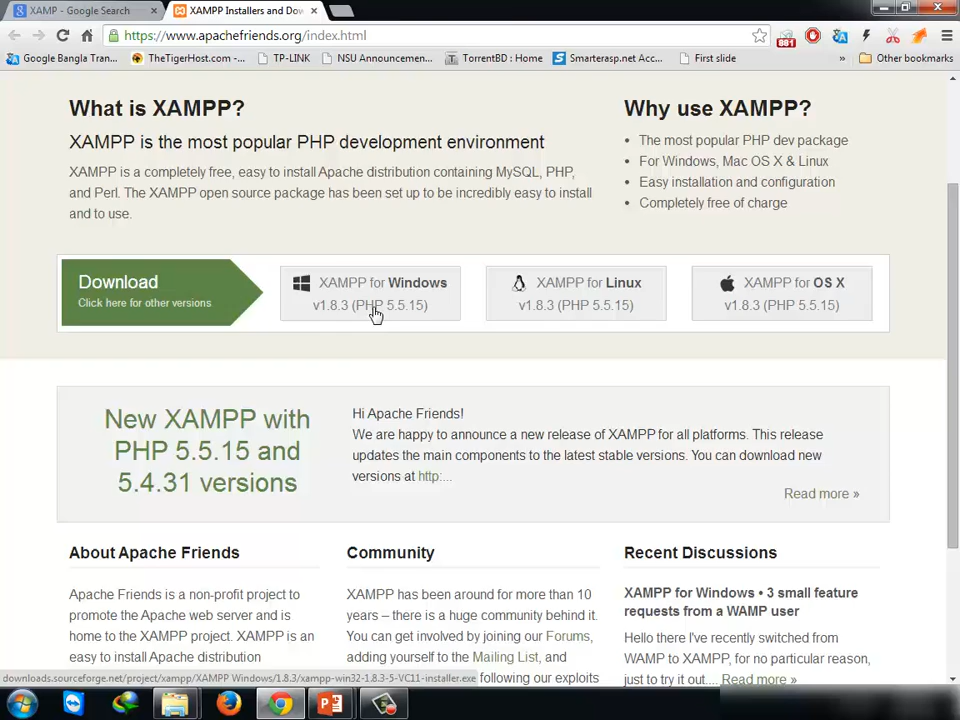 XAMP - Google Search
XAMPP Installers and Dow
https://www.apachefriends.org/index.html
881
Google Bangla Tran...
TheTigerHost.com -...
TP-LINK
NSU Announcemen...
TorrentBD : Home
Smarterasp.net Acc...
First slide
»
Other bookmarks
What is XAMPP?
XAMPP is the most popular PHP development environment
XAMPP is a completely free, easy to install Apache distribution containing MySQL, PHP,
and Perl. The XAMPP open source package has been set up to be incredibly easy to install
and to use.
Why use XAMPP?
• The most popular PHP dev package
• For Windows, Mac OS X & Linux
• Easy installation and configuration
• Completely free of charge
Download
Click here for other versions
XAMPP for Windows
v1.8.3 (PHP 5.5.15)
XAMPP for Linux
v1.8.3 (PHP 5.5.15)
XAMPP for OS X
v1.8.3 (PHP 5.5.15)
New XAMPP with
PHP 5.5.15 and
5.4.31 versions
Hi Apache Friends!
We are happy to announce a new release of XAMPP for all platforms. This release
updates the main components to the latest stable versions. You can download new
versions at http:...
Read more »
About Apache Friends
Apache Friends is a non-profit project to
promote the Apache web server and is
home to the XAMPP project. XAMPP is an
easy to install Apache distribution
Community
XAMPP has been around for more than 10
years – there is a huge community behind it.
You can get involved by joining our Forums,
adding yourself to the Mailing List, and
following our exploits
Recent Discussions
XAMPP for Windows • 3 small feature
requests from a WAMP user
Hello there I've recently switched from
WAMP to XAMPP, for no particular reason,
just to try it out.... Read more »
downloads.sourceforge.net/project/xampp/XAMPP Windows/1.8.3/xampp-win32-1.8.3-5-VC11-installer.exe